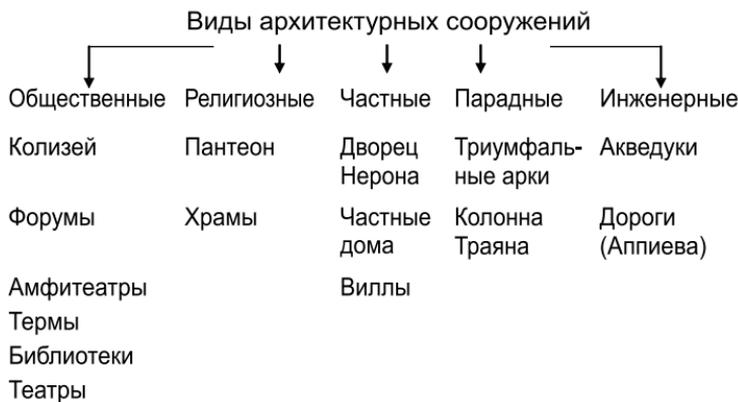 Виды архитектурных сооружений
Общественные Религиозные Частные Парадные Инженерные
Колизей Пантеон Дворец Триумфаль- Акведуки
Нерона ные арки
Форумы Храмы Частные Колонна Дороги
дома Траяна (Аппиева)
Амфитеатры Виллы
Термы
Библиотеки
Театры